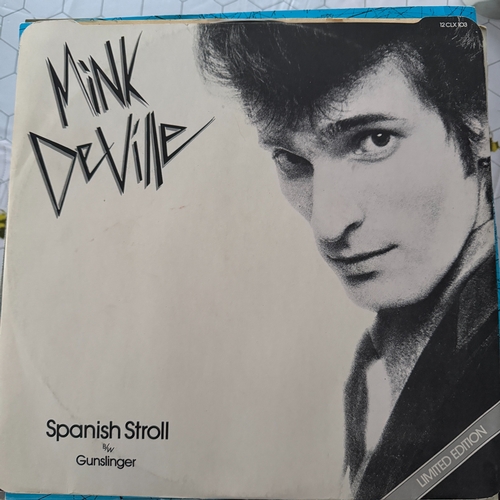 12 CLX 103
Mink
DeVille
Spanish Stroll
b/w
Gunslinger
LIMITED EDITION